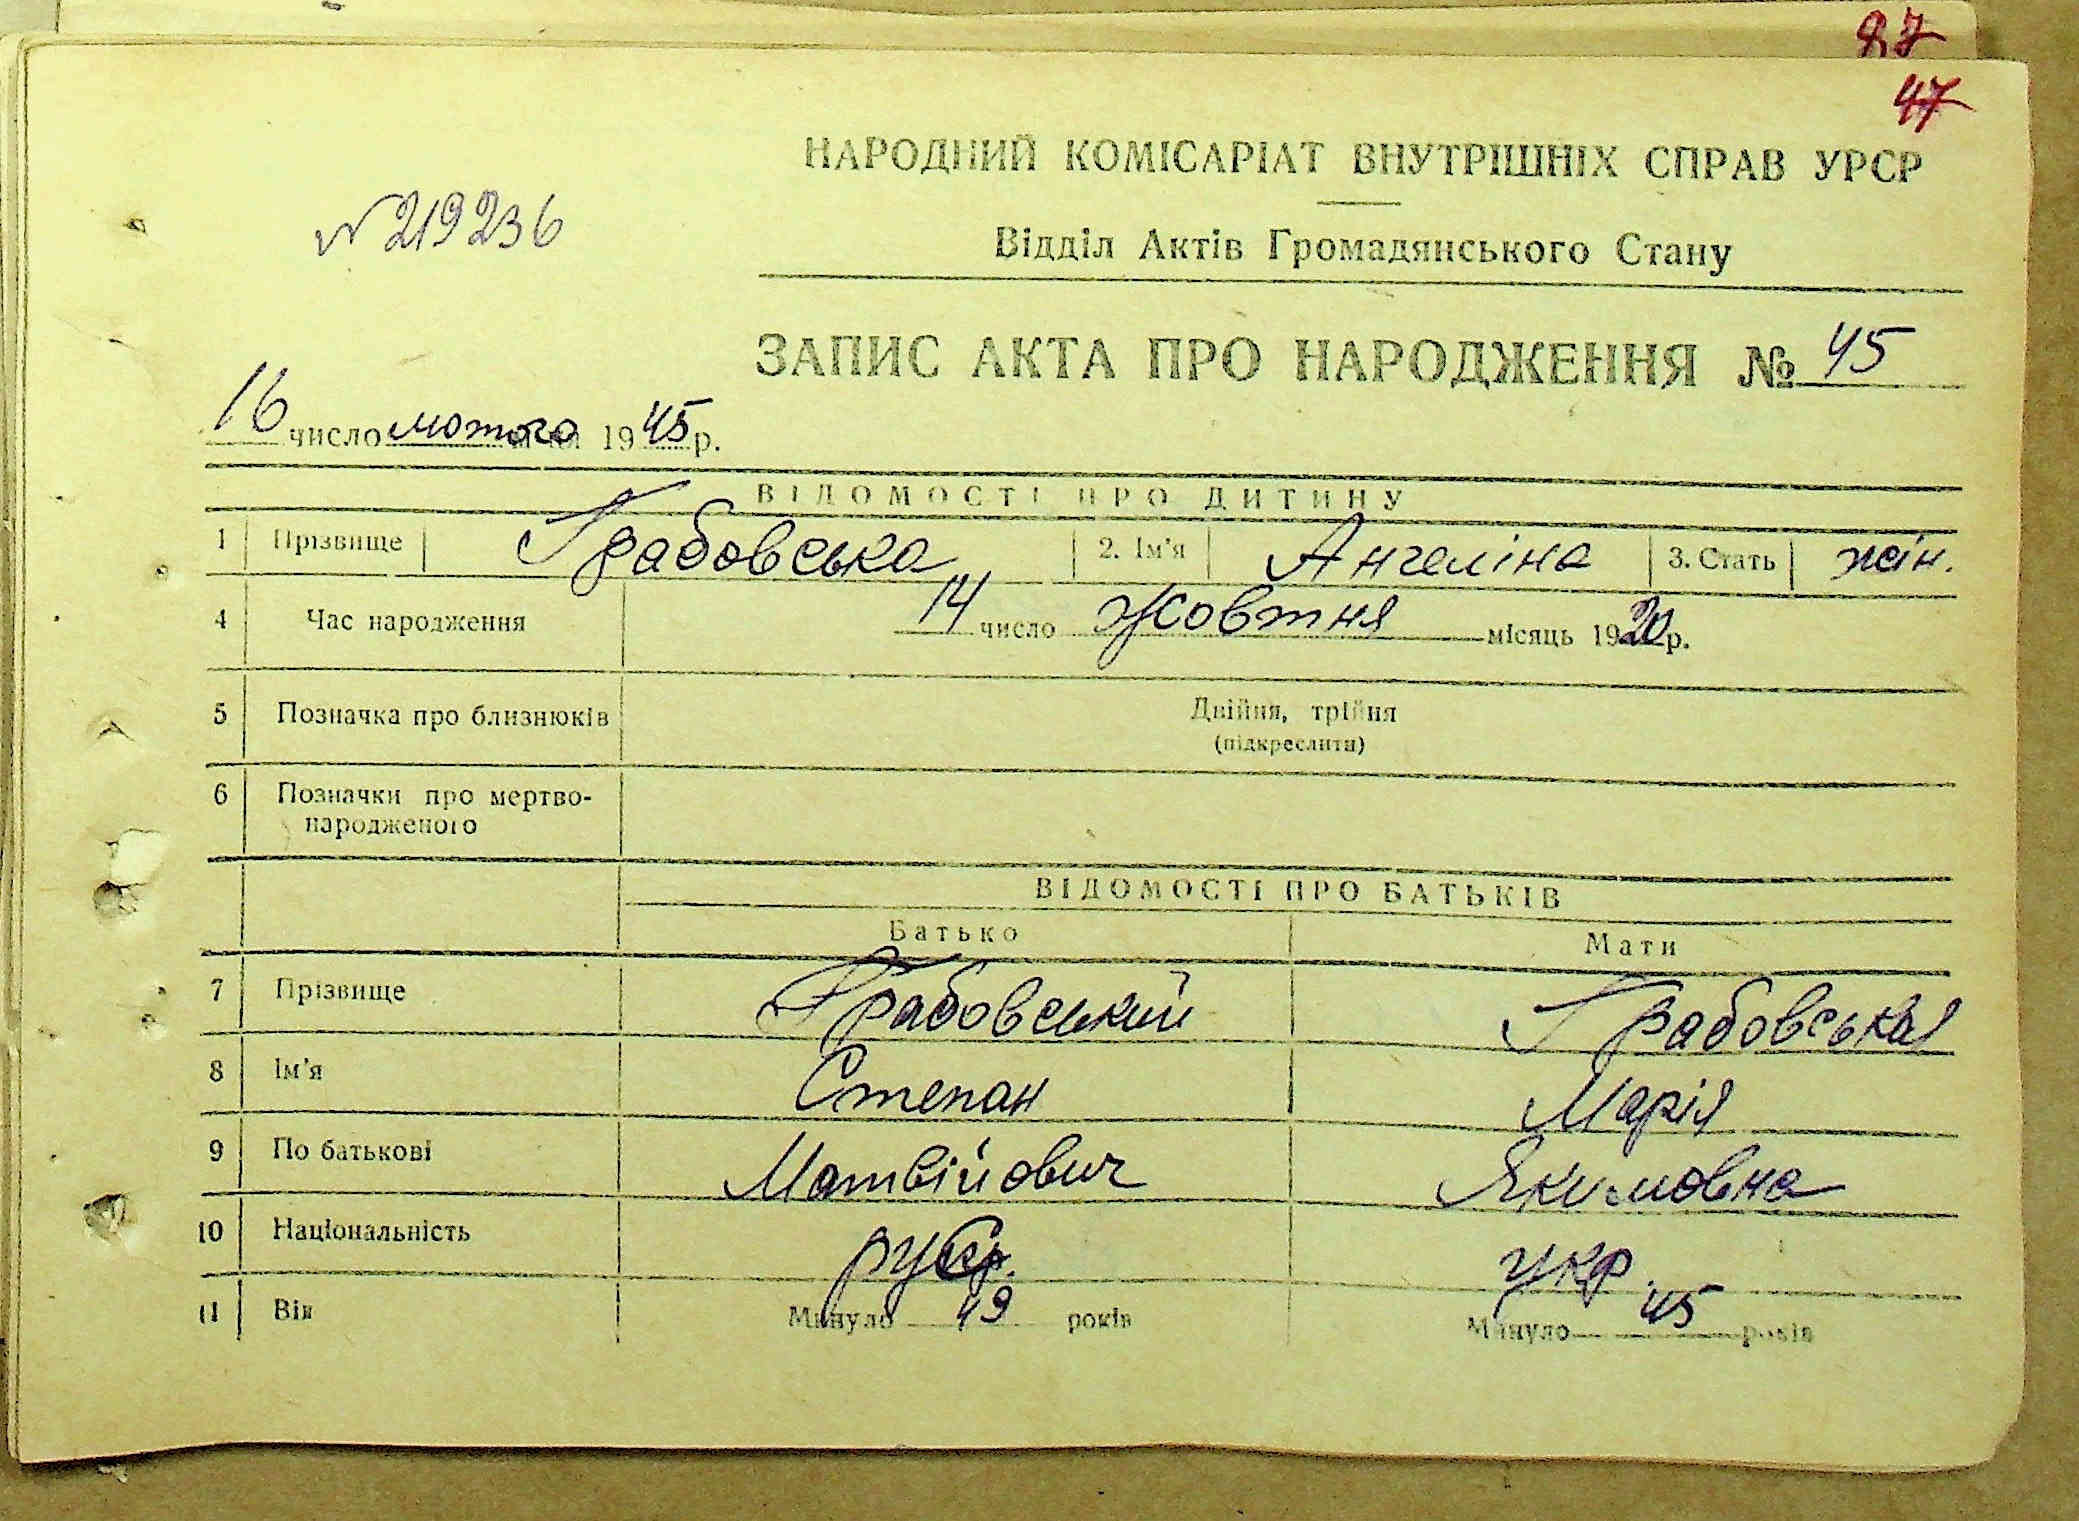 27
47
НАРОДНИЙ КОМІСАРІАТ ВНУТРІШНІХ СПРАВ УРСР
N 219236
Відділ Актів Громадянського Стану
ЗАПИС АКТА ПРО НАРОДЖЕННЯ № 45
16 число лютого 1945 р.
ВІДОМОСТІ ПРО ДИТИНУ
1 Прізвище Грабовська 2. Ім'я Ангеліна 3. Стать жін.
4 Час народження 14 число жовтня місяць 1920 р.
5 Позначка про близнюків Двійня, трійня
(підкреслити)
6 Позначки про мертво-
народженого
ВІДОМОСТІ ПРО БАТЬКІВ
Батько Мати
7 Прізвище Грабовський Грабовська
8 Ім'я Степан Марія
9 По батькові Матвійович Якимовна
10 Національність укр.
11 Вік Минуло 49 років Минуло 45 років